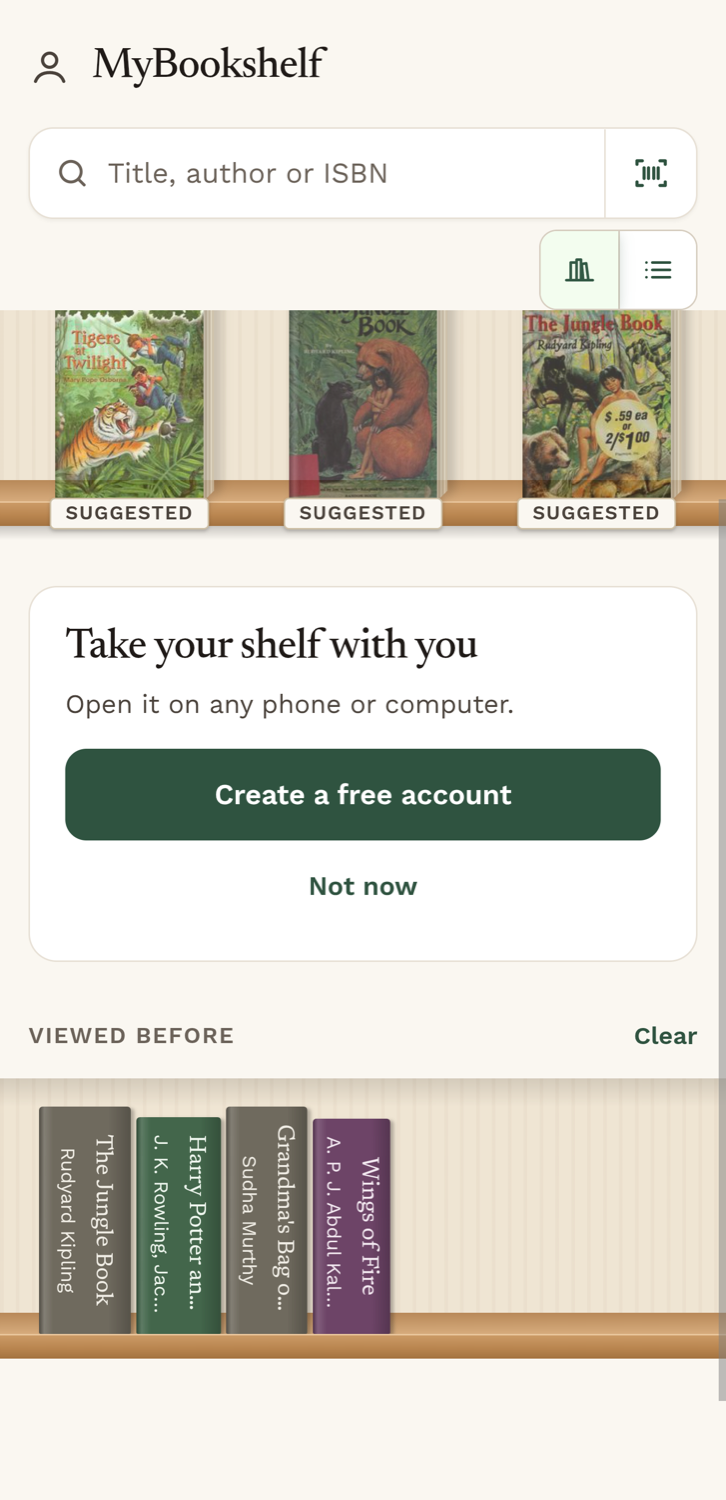 MyBookshelf
Title, author or ISBN
Tigers
at
Twilight
Mary Pope Osborne
The Jungle
BOOK
The Jungle Book
Rudyard Kipling
$ .59 ea
or
2/$1.00
SUGGESTED
SUGGESTED
SUGGESTED
Take your shelf with you
Open it on any phone or computer.
Create a free account
Not now
VIEWED BEFORE
Clear
The Jungle Book
Rudyard Kipling
Harry Potter an...
J. K. Rowling, Jac...
Grandma's Bag o...
Sudha Murthy
Wings of Fire
A. P. J. Abdul Kal...